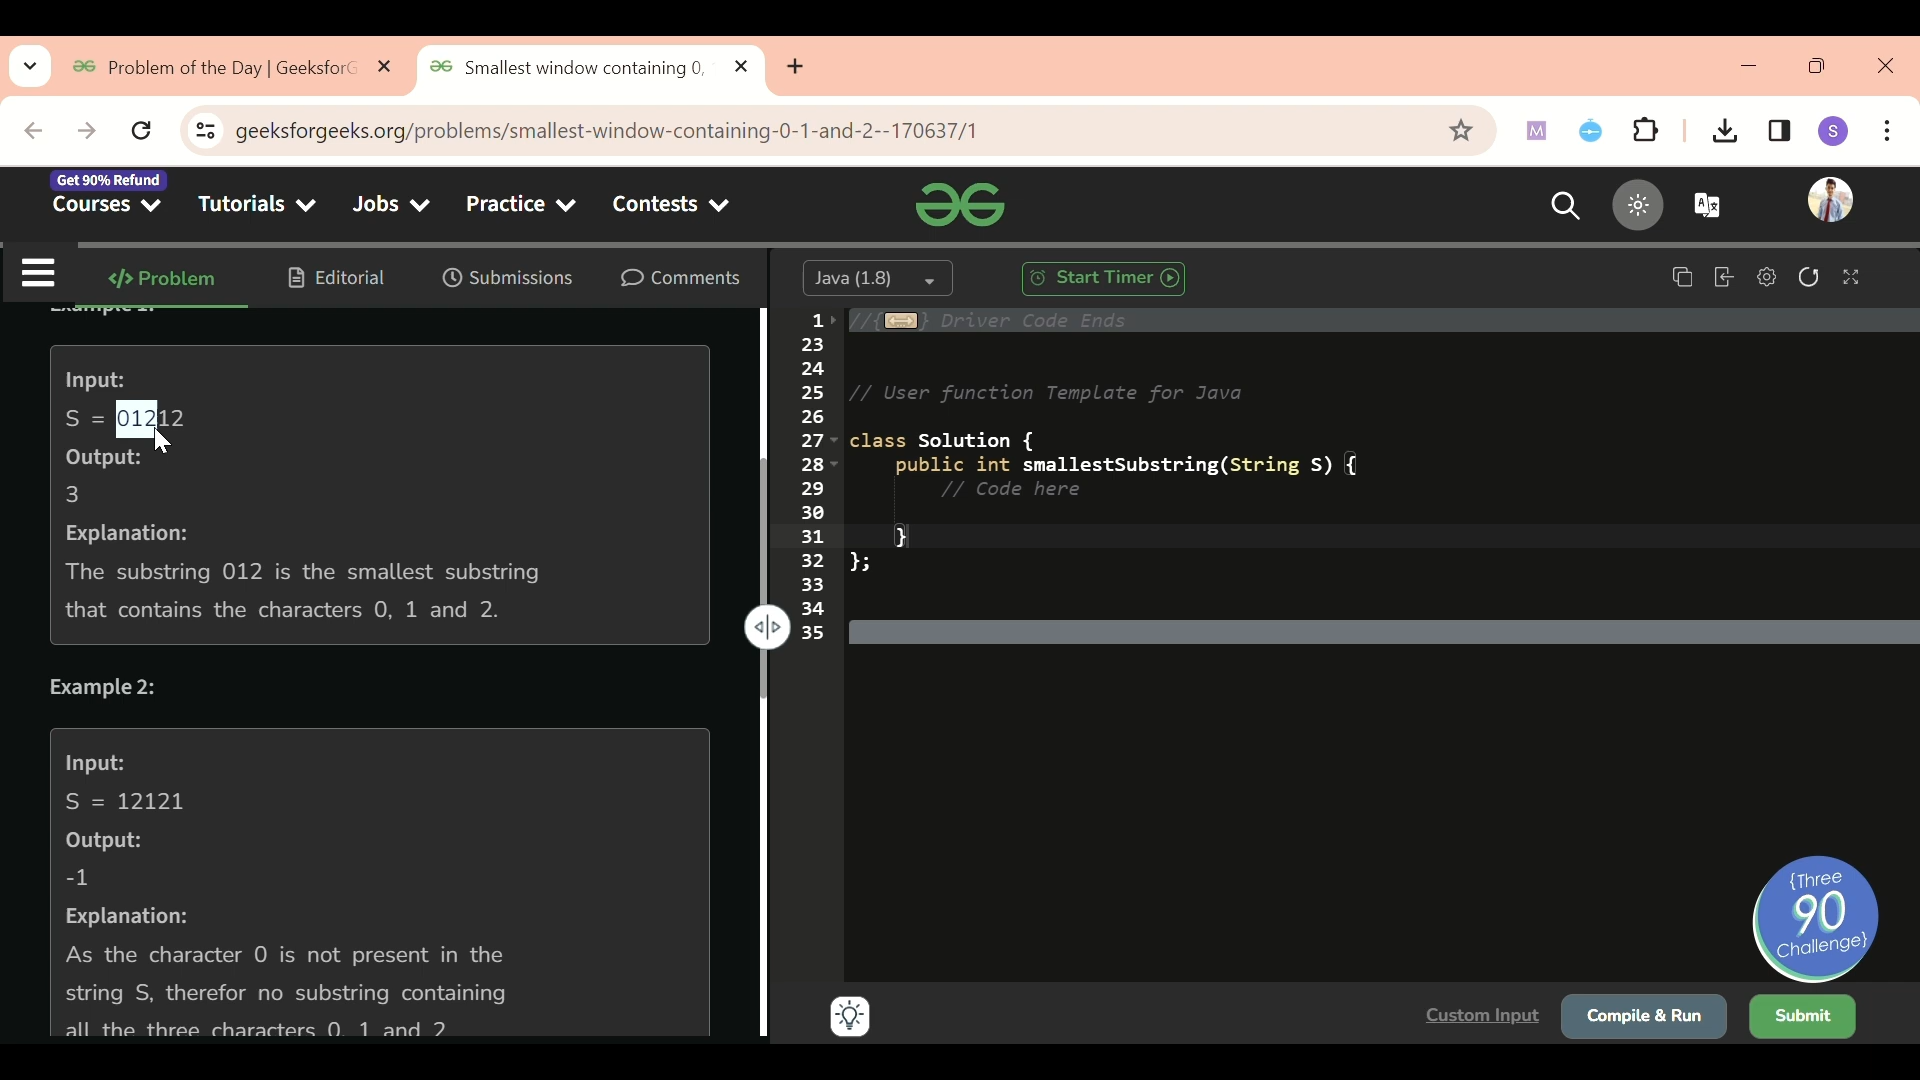 Problem of the Day | GeeksforG
Smallest window containing 0,
geeksforgeeks.org/problems/smallest-window-containing-0-1-and-2--170637/1
M
S
Get 90% Refund
Courses
Tutorials
Jobs
Practice
Contests
</> Problem
Editorial
Submissions
Comments
Java (1.8)
Start Timer
Example 1:
Input:
S = 01212
Output:
3
Explanation:
The substring 012 is the smallest substring
that contains the characters 0, 1 and 2.
Example 2:
Input:
S = 12121
Output:
-1
Explanation:
As the character 0 is not present in the
string S, therefor no substring containing
all the three characters 0, 1 and 2
1 //{ } Driver Code Ends
23
24
25 // User function Template for Java
26
27 class Solution {
28 public int smallestSubstring(String S) {
29 // Code here
30
31 }
32 };
33
34
35
{Three
90
Challenge}
Custom Input
Compile & Run
Submit